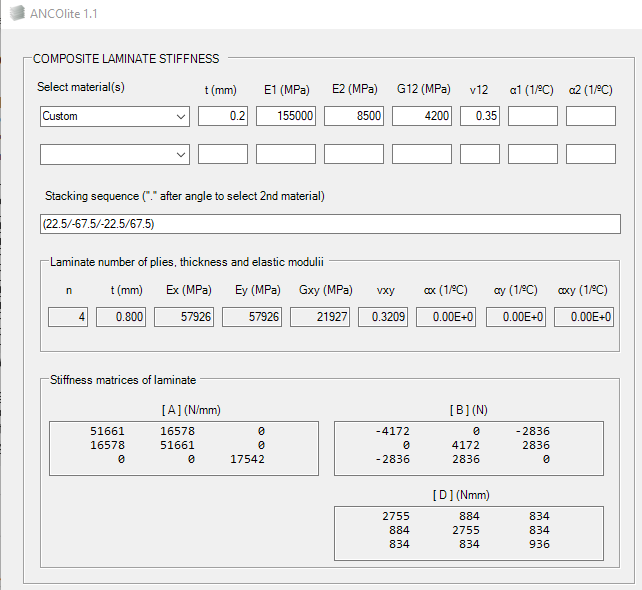 ANCOlite 1.1
COMPOSITE LAMINATE STIFFNESS
Select material(s) t (mm) E1 (MPa) E2 (MPa) G12 (MPa) ν12 α1 (1/ºC) α2 (1/ºC)
Custom 0.2 155000 8500 4200 0.35
Stacking sequence ("." after angle to select 2nd material)
(22.5/-67.5/-22.5/67.5)
Laminate number of plies, thickness and elastic modulii
n t (mm) Ex (MPa) Ey (MPa) Gxy (MPa) νxy αx (1/ºC) αy (1/ºC) αxy (1/ºC)
4 0.800 57926 57926 21927 0.3209 0.00E+0 0.00E+0 0.00E+0
Stiffness matrices of laminate
[ A ] (N/mm) [ B ] (N)
51661 16578 0 -4172 0 -2836
16578 51661 0 0 4172 2836
0 0 17542 -2836 2836 0
[ D ] (Nmm)
2755 884 834
884 2755 834
834 834 936